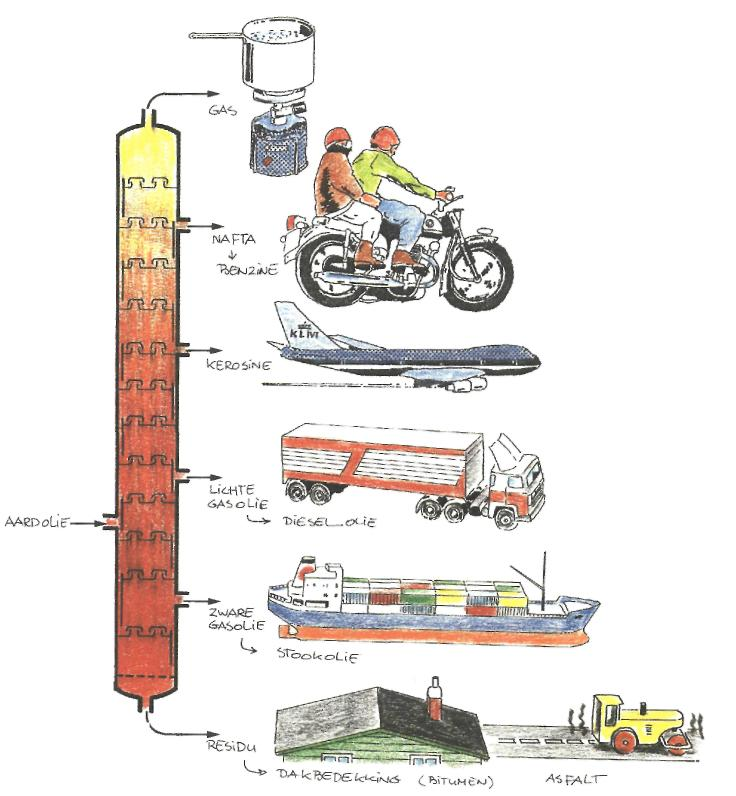 GAS
NAFTA
BENZINE
KLM
KEROSINE
LICHTE
GASOLIE
DIESELOLIE
AARDOLIE
ZWARE
GASOLIE
STOOKOLIE
RESIDU
DAKBEDEKKING (BITUMEN) ASFALT